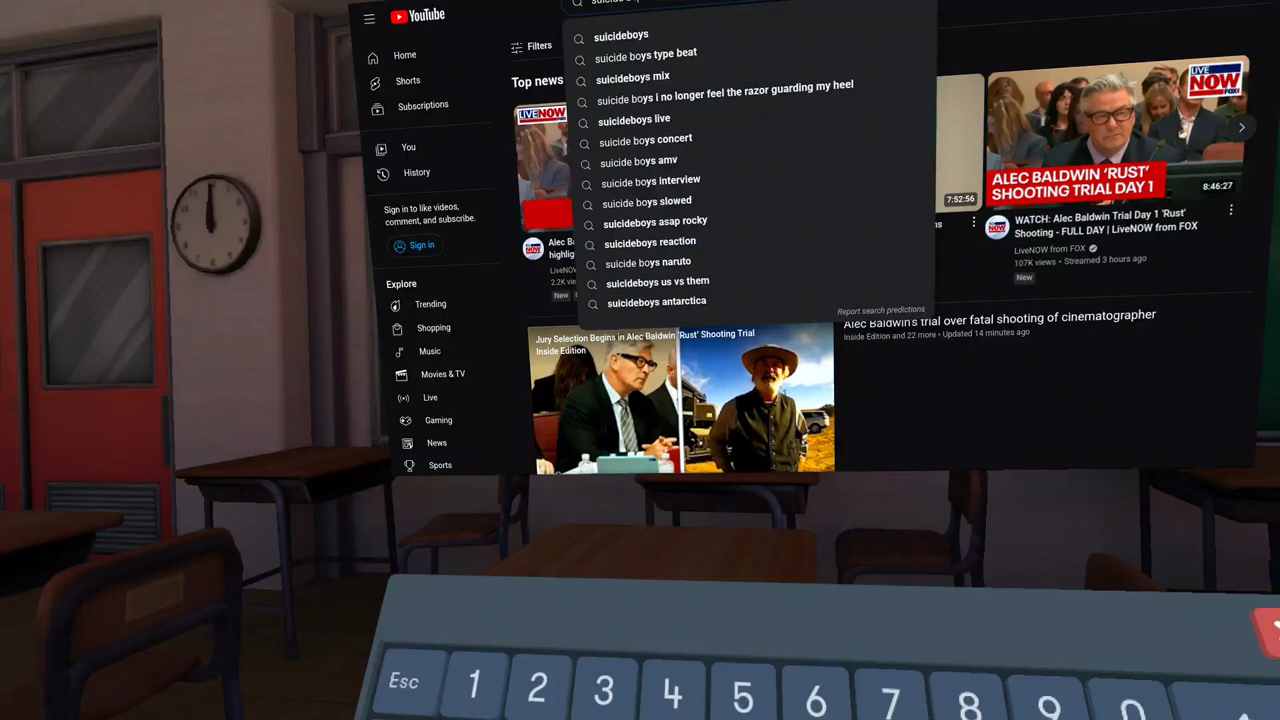 YouTube
Home
Shorts
Subscriptions
You
History
Sign in to like videos,
comment, and subscribe.
Sign in
Explore
Trending
Shopping
Music
Movies & TV
Live
Gaming
News
Sports
Filters
Top news
suicideboys
suicide boys type beat
suicideboys mix
suicide boys i no longer feel the razor guarding my heel
suicideboys live
suicide boys concert
suicide boys amv
suicide boys interview
suicide boys slowed
suicideboys asap rocky
suicideboys reaction
suicide boys naruto
suicideboys us vs them
suicideboys antarctica
Report search predictions
LIVENOW
Alec B
highlig
LiveNO
2.2K vie
New
7:52:56
LIVE
NOW
FOX
ALEC BALDWIN 'RUST'
SHOOTING TRIAL DAY 1
8:46:27
WATCH: Alec Baldwin Trial Day 1 'Rust'
Shooting - FULL DAY | LiveNOW from FOX
LiveNOW from FOX
107K views • Streamed 3 hours ago
New
Jury Selection Begins in Alec Baldwin 'Rust' Shooting Trial
Inside Edition
Alec Baldwin's trial over fatal shooting of cinematographer
Inside Edition and 22 more • Updated 14 minutes ago
Esc 1 2 3 4 5 6 7 8 9 0